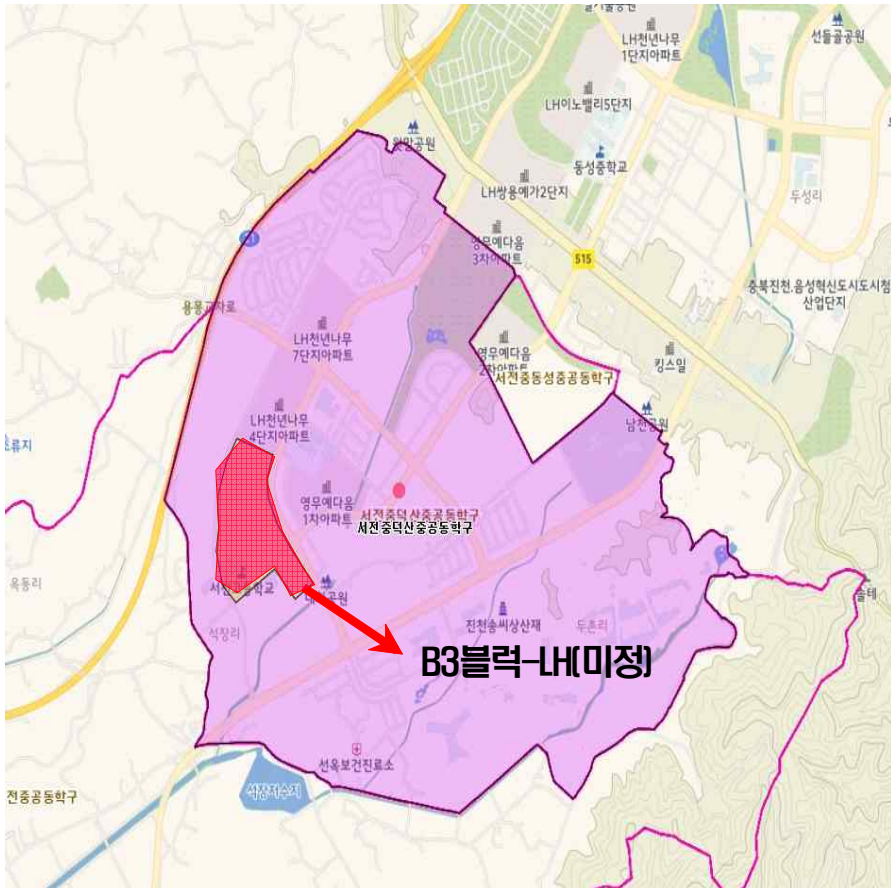 LH천년나무
1단지아파트
선들골공원
LH이노밸리5단지
윗말공원
동성중학교
LH쌍용예가2단지
두성리
영무예다음
3차아파트
515
충북진천.음성혁신도시도시첨
산업단지
용몽교차로
LH천년나무
7단지아파트
영무예다음
킹스일
서전중동성중공동학구
LH천년나무
4단지아파트
남천공원
영무예다음
1차아파트
서전중덕산중공동학구
서전중덕산중공동학구
옥동리
석장리
진천송씨상산재
두촌리
B3블럭-LH(미정)
선옥보건진료소
석장저수지
전중공동학구